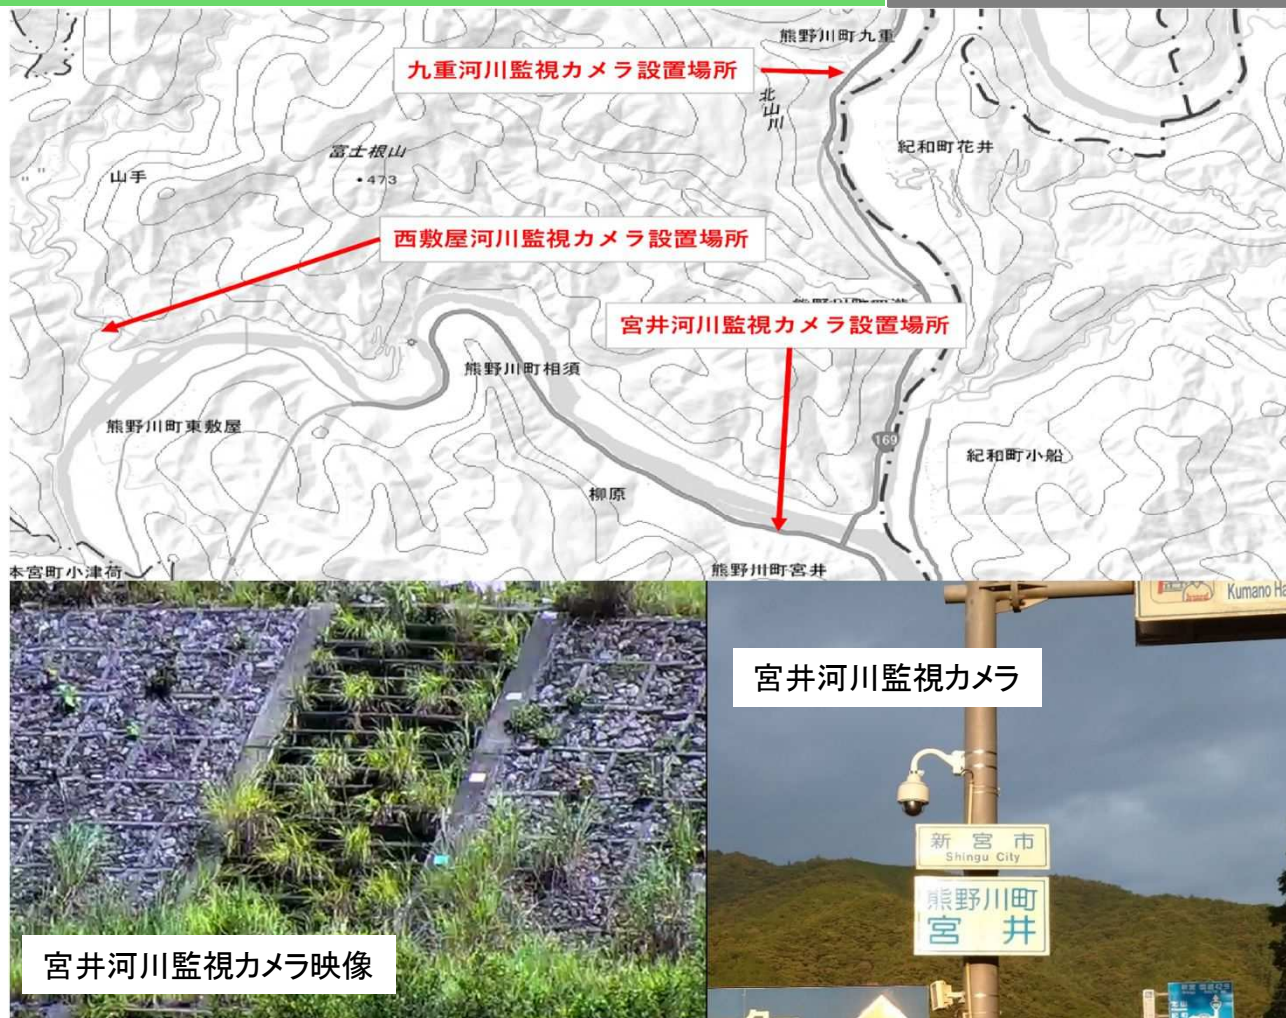 熊野川町九重
九重河川監視カメラ設置場所
北山川
紀和町花井
富士根山
・473
山手
西敷屋河川監視カメラ設置場所
宮井河川監視カメラ設置場所
熊野川町相須
熊野川町東敷屋
169
紀和町小船
柳原
熊野川町宮井
本宮町小津荷
Kumano
宮井河川監視カメラ
新宮市
Shingu City
熊野川町
宮井
宮井河川監視カメラ映像